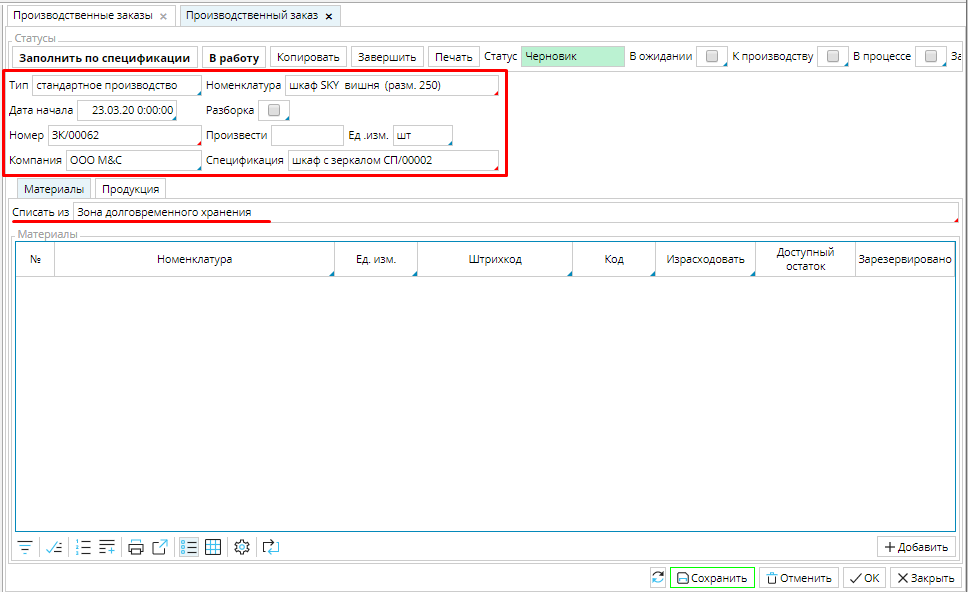 Производственные заказы × Производственный заказ ×
Статусы
Заполнить по спецификации В работу Копировать Завершить Печать Статус Черновик В ожидании К производству В процессе За
Тип стандартное производство Номенклатура шкаф SKY вишня (разм. 250)
Дата начала 23.03.20 0:00:00 Разборка
Номер ЗК/00062 Произвести Ед .изм. шт
Компания ООО М&С Спецификация шкаф с зеркалом СП/00002
Материалы Продукция
Списать из Зона долговременного хранения
Материалы
№ Номенклатура Ед. изм. Штрихкод Код Израсходовать Доступный остаток Зарезервировано
+ Добавить
Сохранить Отменить OK Закрыть